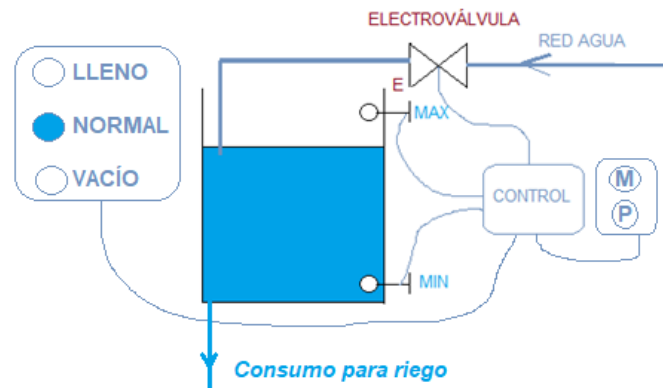 ELECTROVÁLVULA
RED AGUA
LLENO
NORMAL
VACÍO
E
MAX
CONTROL
M
P
MIN
Consumo para riego